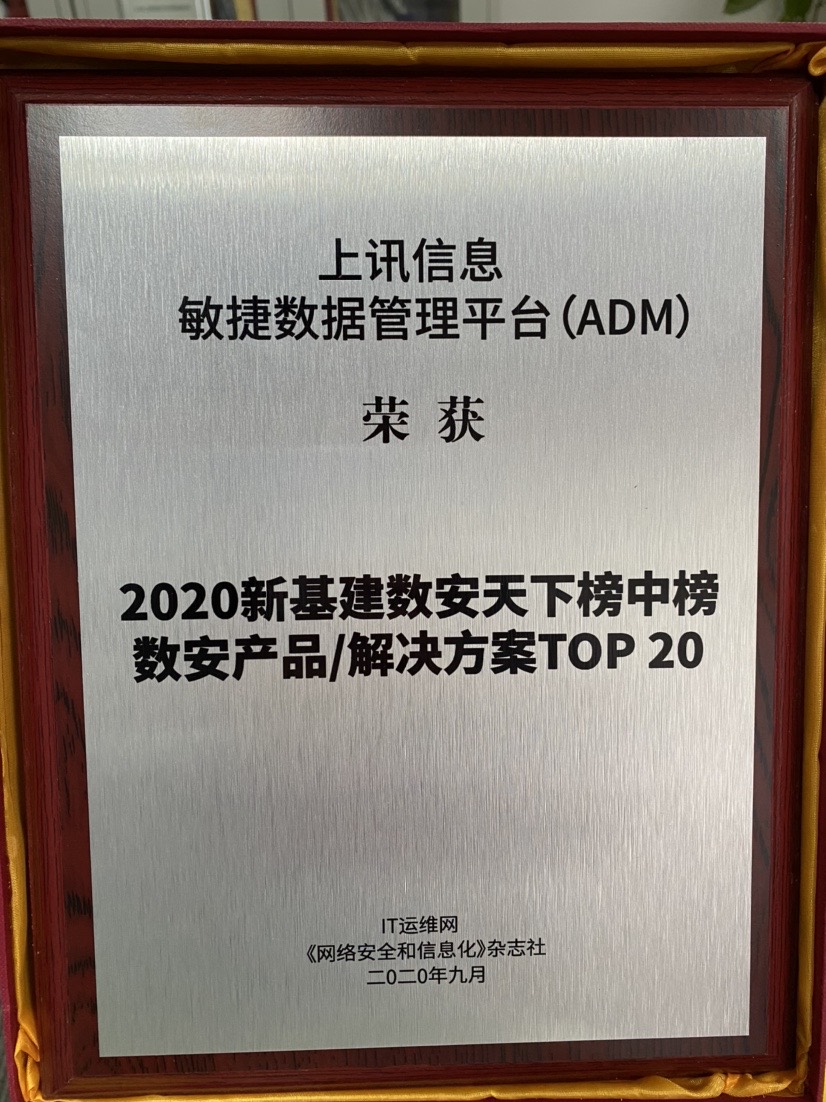 上讯信息
敏捷数据管理平台（ADM）
荣 获
2020新基建数安天下榜中榜
数安产品/解决方案TOP 20
IT运维网
《网络安全和信息化》杂志社
二0二0年九月